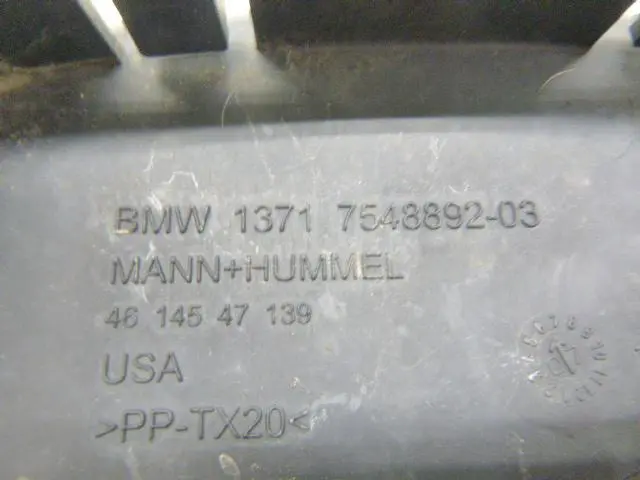 BMW 1371 7548892-03
MANN+HUMMEL
46 145 47 139
USA
>PP-TX20<